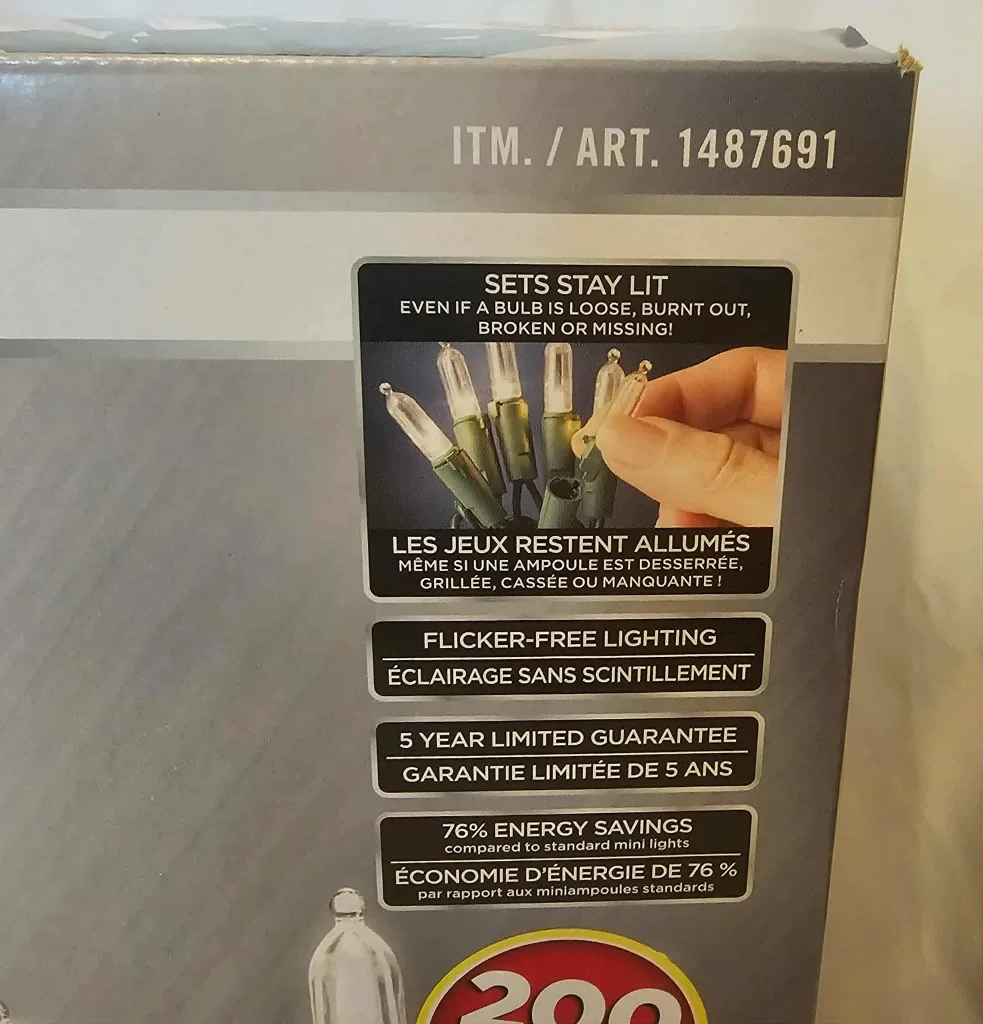 ITM. / ART. 1487691
SETS STAY LIT
EVEN IF A BULB IS LOOSE, BURNT OUT,
BROKEN OR MISSING!
LES JEUX RESTENT ALLUMÉS
MÊME SI UNE AMPOULE EST DESSERRÉE,
GRILLÉE, CASSÉE OU MANQUANTE !
FLICKER-FREE LIGHTING
ÉCLAIRAGE SANS SCINTILLEMENT
5 YEAR LIMITED GUARANTEE
GARANTIE LIMITÉE DE 5 ANS
76% ENERGY SAVINGS
compared to standard mini lights
ÉCONOMIE D'ÉNERGIE DE 76 %
par rapport aux miniampoules standards
200